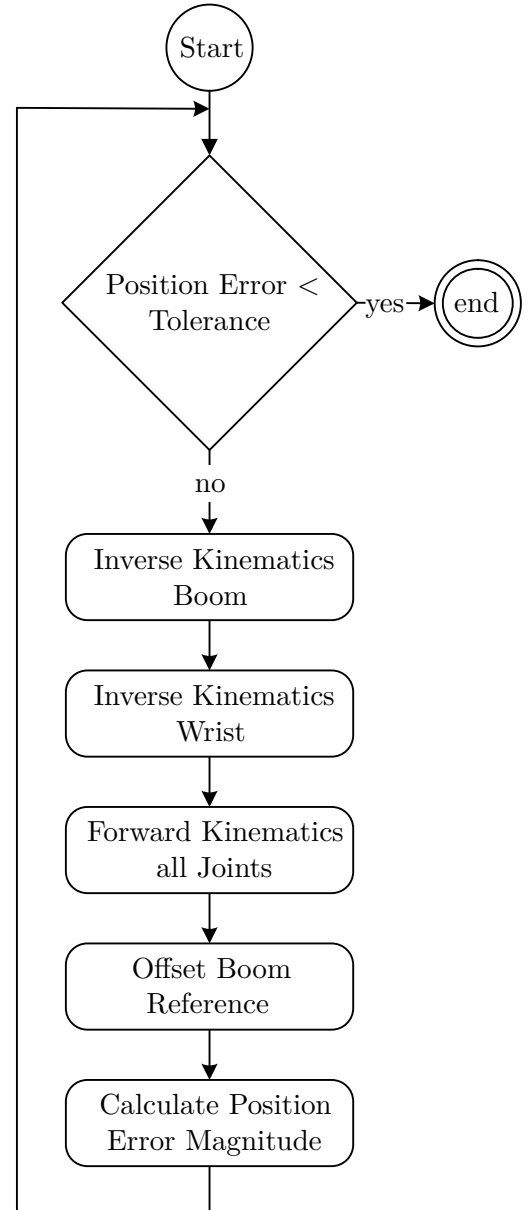 Start
Position Error <
Tolerance
yes
end
no
Inverse Kinematics
Boom
Inverse Kinematics
Wrist
Forward Kinematics
all Joints
Offset Boom
Reference
Calculate Position
Error Magnitude